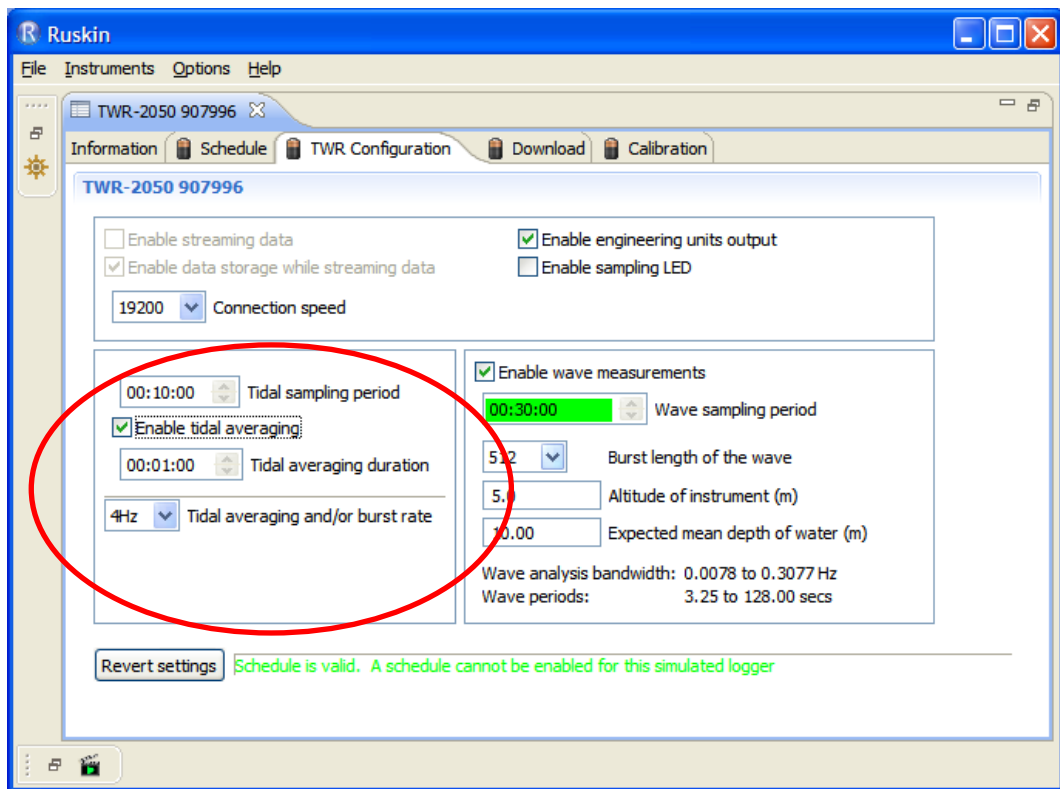 Ruskin
File Instruments Options Help
TWR-2050 907996
Information Schedule TWR Configuration Download Calibration
TWR-2050 907996
Enable streaming data
Enable engineering units output
Enable data storage while streaming data
Enable sampling LED
19200 Connection speed
00:10:00 Tidal sampling period
Enable tidal averaging
00:01:00 Tidal averaging duration
4Hz Tidal averaging and/or burst rate
Enable wave measurements
00:30:00 Wave sampling period
512 Burst length of the wave
5.0 Altitude of instrument (m)
10.00 Expected mean depth of water (m)
Wave analysis bandwidth: 0.0078 to 0.3077 Hz
Wave periods: 3.25 to 128.00 secs
Revert settings Schedule is valid. A schedule cannot be enabled for this simulated logger